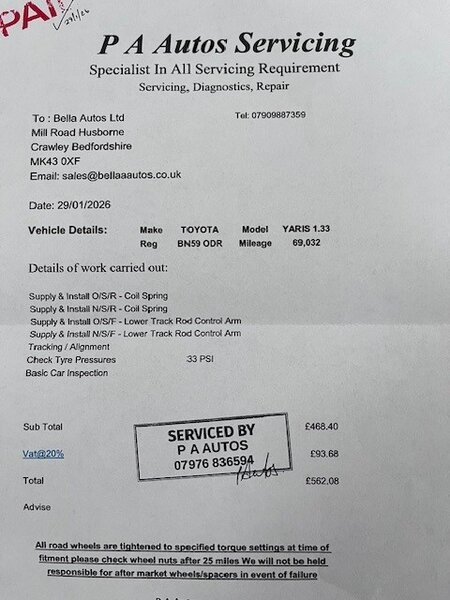 PAID
29/1/26
P A Autos Servicing
Specialist In All Servicing Requirement
Servicing, Diagnostics, Repair
To : Bella Autos Ltd Tel: 07909887359
Mill Road Husborne
Crawley Bedfordshire
MK43 0XF
Email: sales@bellaaautos.co.uk
Date: 29/01/2026
Vehicle Details: Make TOYOTA Model YARIS 1.33
Reg BN59 ODR Mileage 69,032
Details of work carried out:
Supply & Install O/S/R - Coil Spring
Supply & Install N/S/R - Coil Spring
Supply & Install O/S/F - Lower Track Rod Control Arm
Supply & Install N/S/F - Lower Track Rod Control Arm
Tracking / Alignment
Check Tyre Pressures 33 PSI
Basic Car Inspection
Sub Total £468.40
Vat@20% £93.68
Total £562.08
SERVICED BY
P A AUTOS
07976 836594
P Autos.
Advise
All road wheels are tightened to specified torque settings at time of
fitment please check wheel nuts after 25 miles We will not be held
responsible for after market wheels/spacers in event of failure